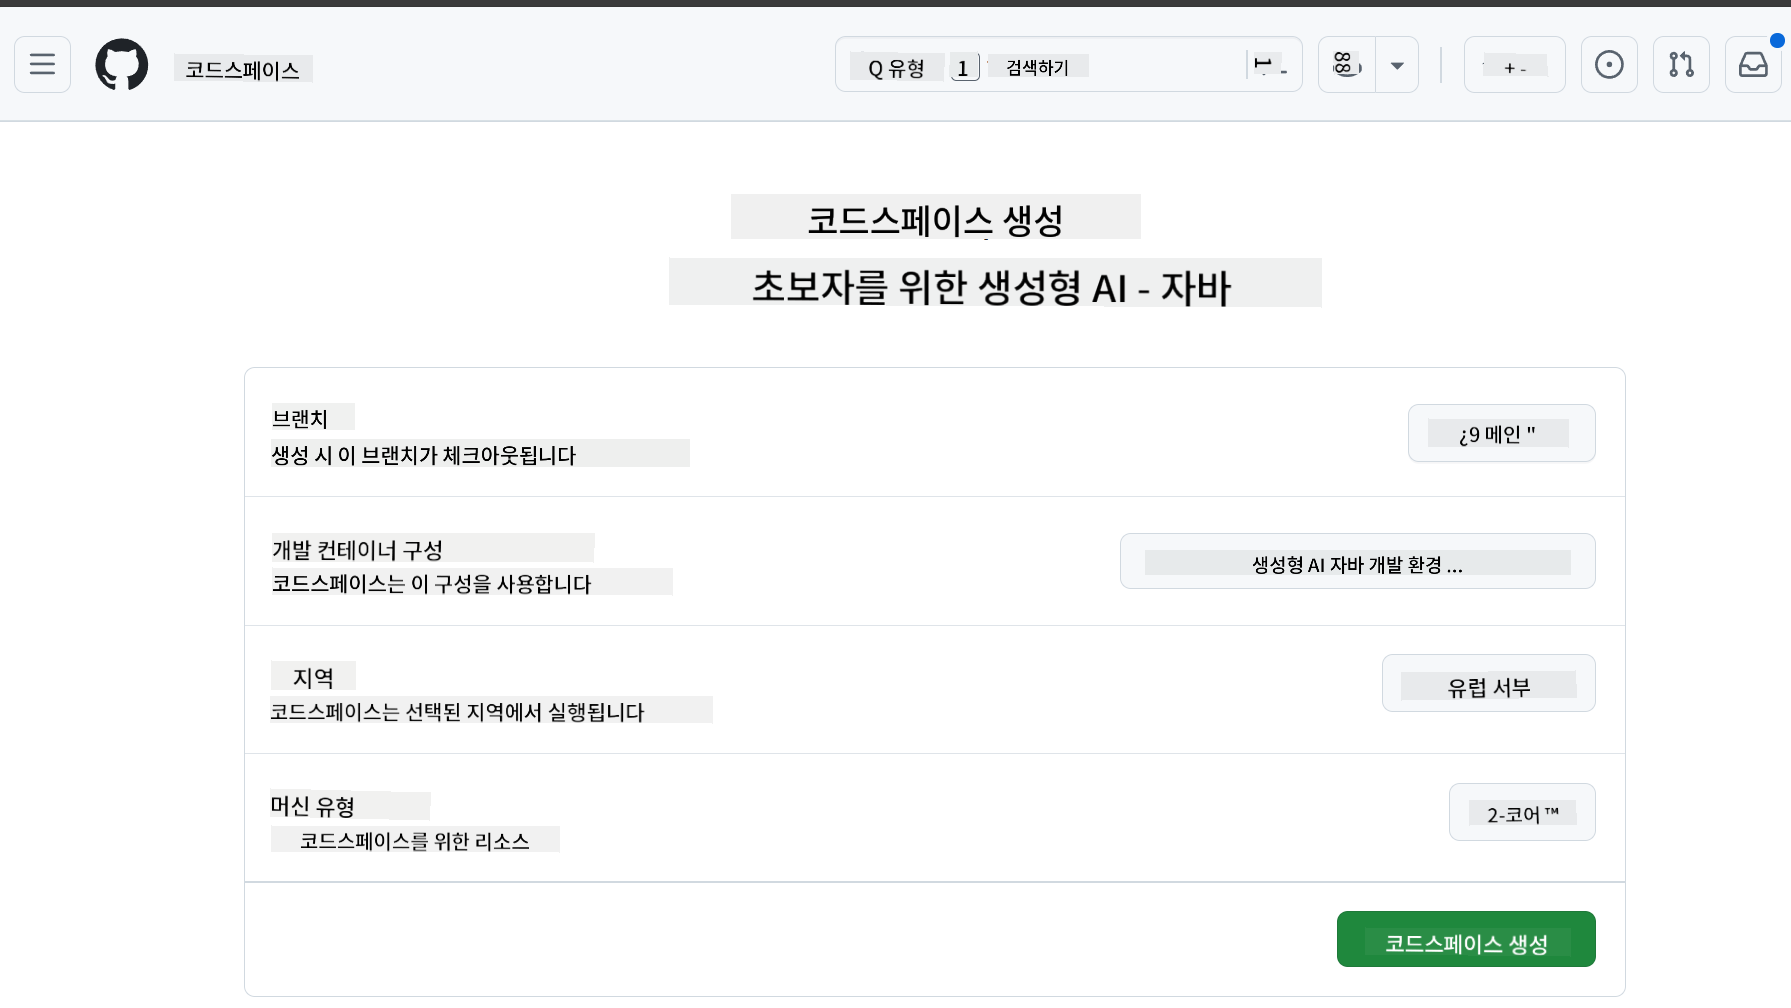 코드스페이스
Q 유형 1 검색하기
+ -
코드스페이스 생성
초보자를 위한 생성형 AI - 자바
브랜치
생성 시 이 브랜치가 체크아웃됩니다
¿9 메인 "
개발 컨테이너 구성
코드스페이스는 이 구성을 사용합니다
생성형 AI 자바 개발 환경 ...
지역
코드스페이스는 선택된 지역에서 실행됩니다
유럽 서부
머신 유형
코드스페이스를 위한 리소스
2-코어 ™
코드스페이스 생성